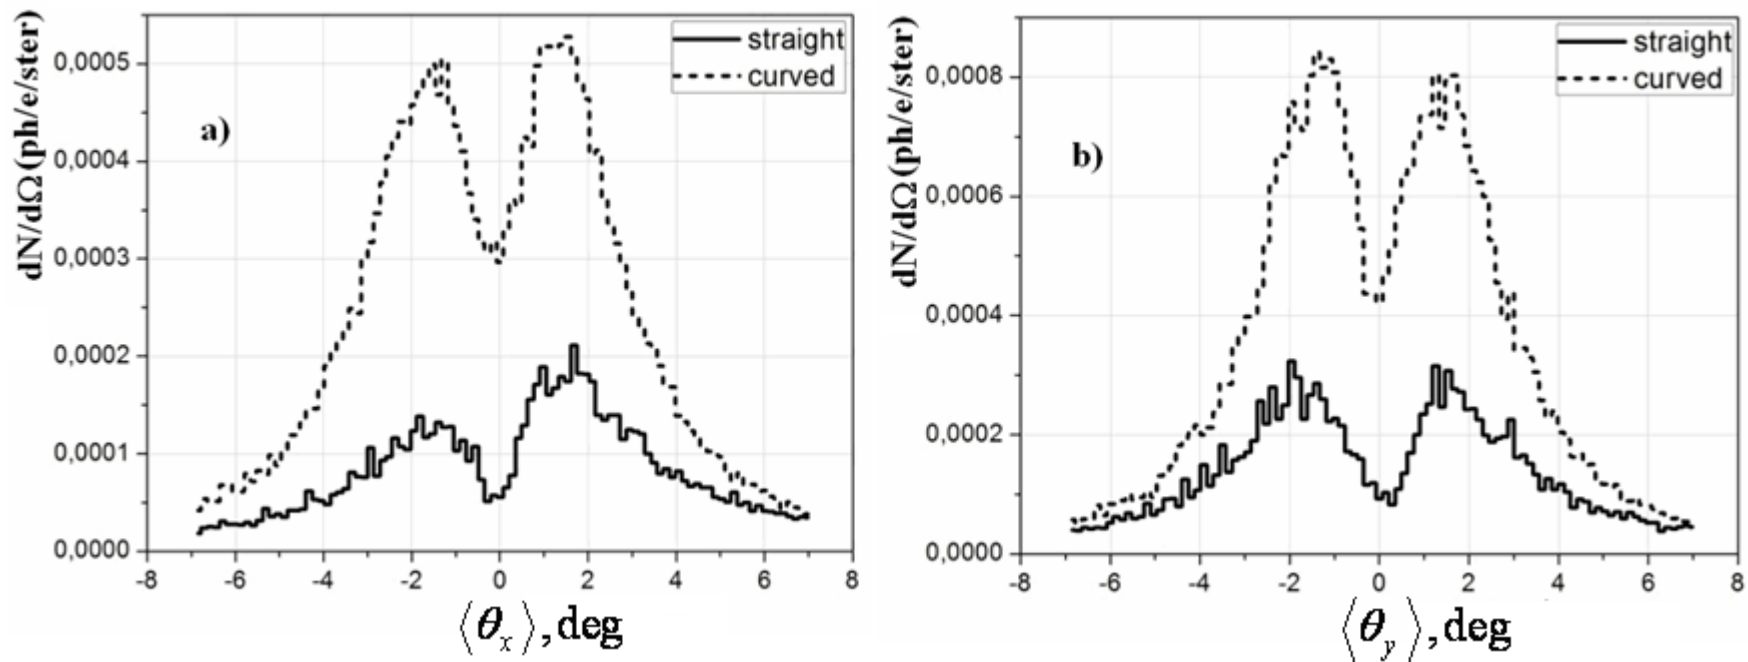 dN/dΩ (ph/e/ster)
straight
curved
a)
0,0005
0,0004
0,0003
0,0002
0,0001
0,0000
-8 -6 -4 -2 0 2 4 6 8
⟨θx⟩, deg
dN/dΩ (ph/e/ster)
straight
curved
b)
0,0008
0,0006
0,0004
0,0002
0,0000
-8 -6 -4 -2 0 2 4 6 8
⟨θy⟩, deg